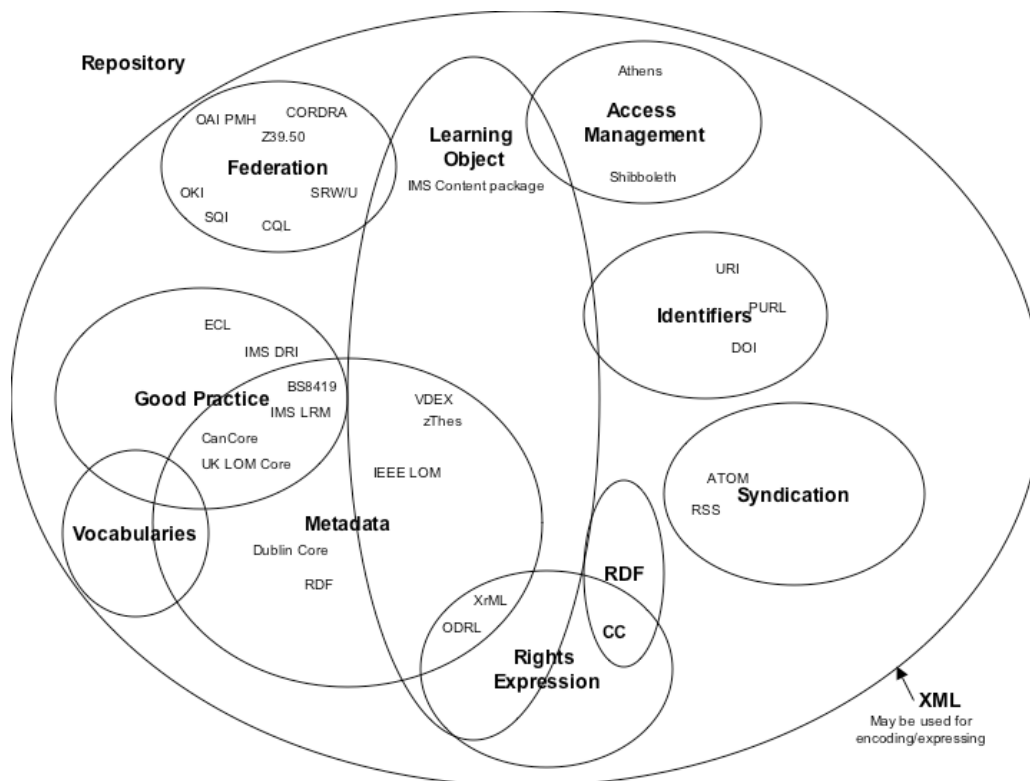 Repository
OAI PMH
CORDRA
Z39.50
Federation
OKI
SRW/U
SQI
CQL
Learning
Object
IMS Content package
Athens
Access
Management
Shibboleth
URI
PURL
Identifiers
DOI
ECL
IMS DRI
BS8419
Good Practice
IMS LRM
CanCore
UK LOM Core
VDEX
zThes
IEEE LOM
ATOM
Syndication
RSS
Vocabularies
Metadata
Dublin Core
RDF
RDF
XrML
ODRL
CC
Rights
Expression
XML
May be used for
encoding/expressing